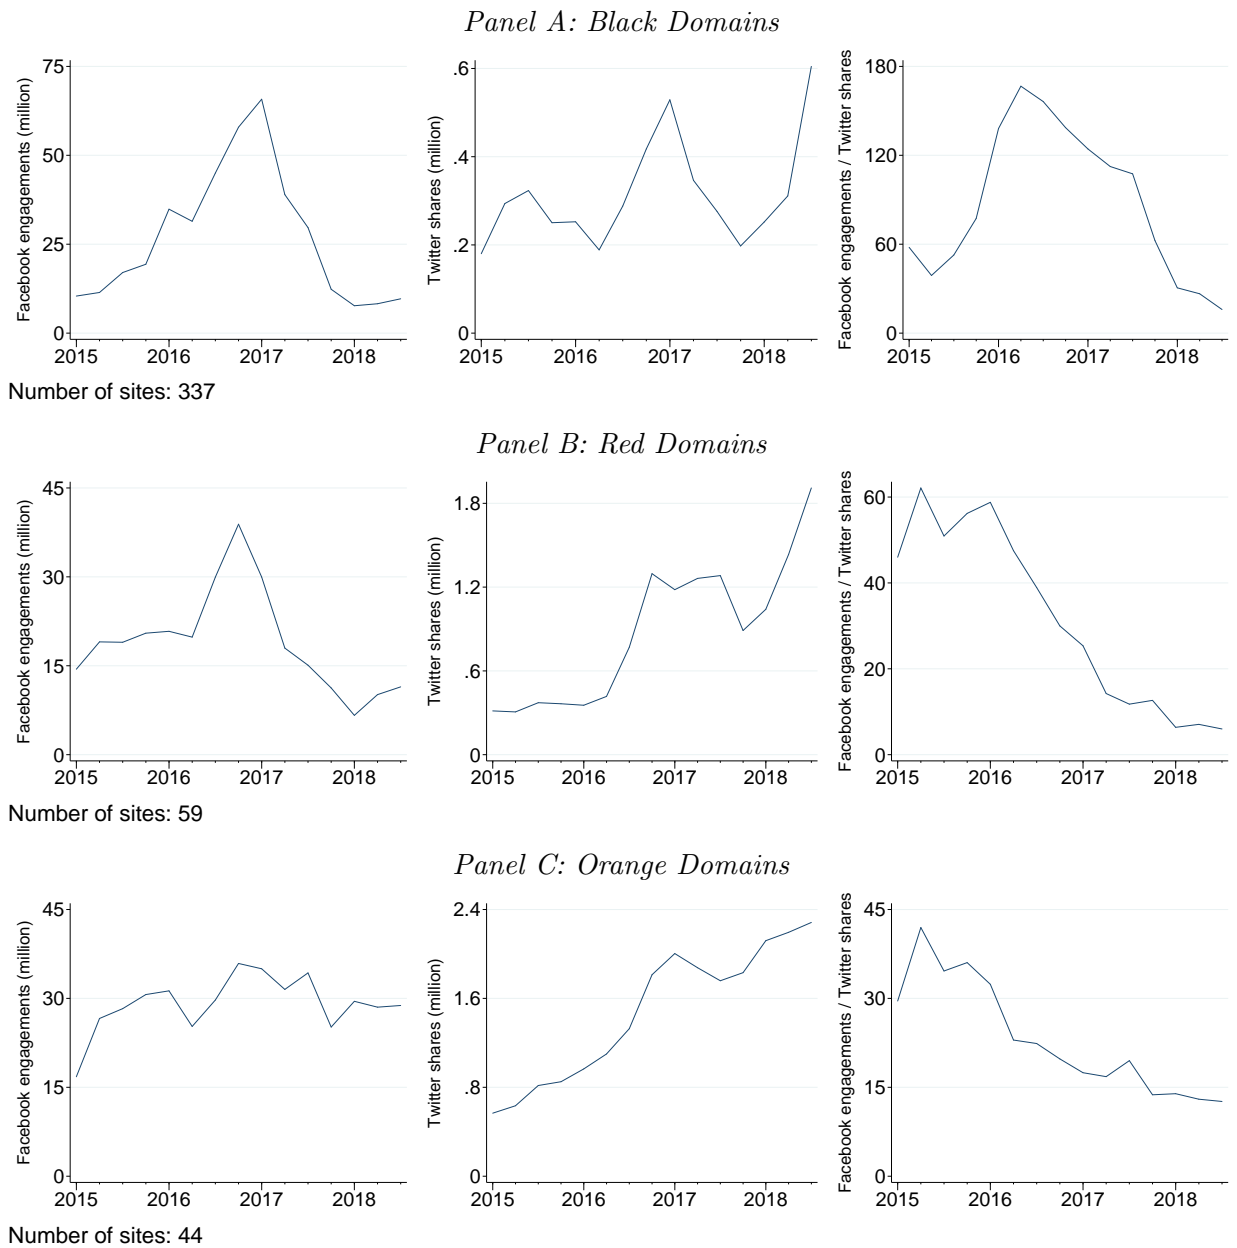 Panel A: Black Domains
Facebook engagements (million)
75
50
25
0
2015 2016 2017 2018
Twitter shares (million)
.6
.4
.2
0
2015 2016 2017 2018
Facebook engagements / Twitter shares
180
120
60
0
2015 2016 2017 2018
Number of sites: 337
Panel B: Red Domains
Facebook engagements (million)
45
30
15
0
2015 2016 2017 2018
Twitter shares (million)
1.8
1.2
.6
0
2015 2016 2017 2018
Facebook engagements / Twitter shares
60
40
20
0
2015 2016 2017 2018
Number of sites: 59
Panel C: Orange Domains
Facebook engagements (million)
45
30
15
0
2015 2016 2017 2018
Twitter shares (million)
2.4
1.6
.8
0
2015 2016 2017 2018
Facebook engagements / Twitter shares
45
30
15
0
2015 2016 2017 2018
Number of sites: 44